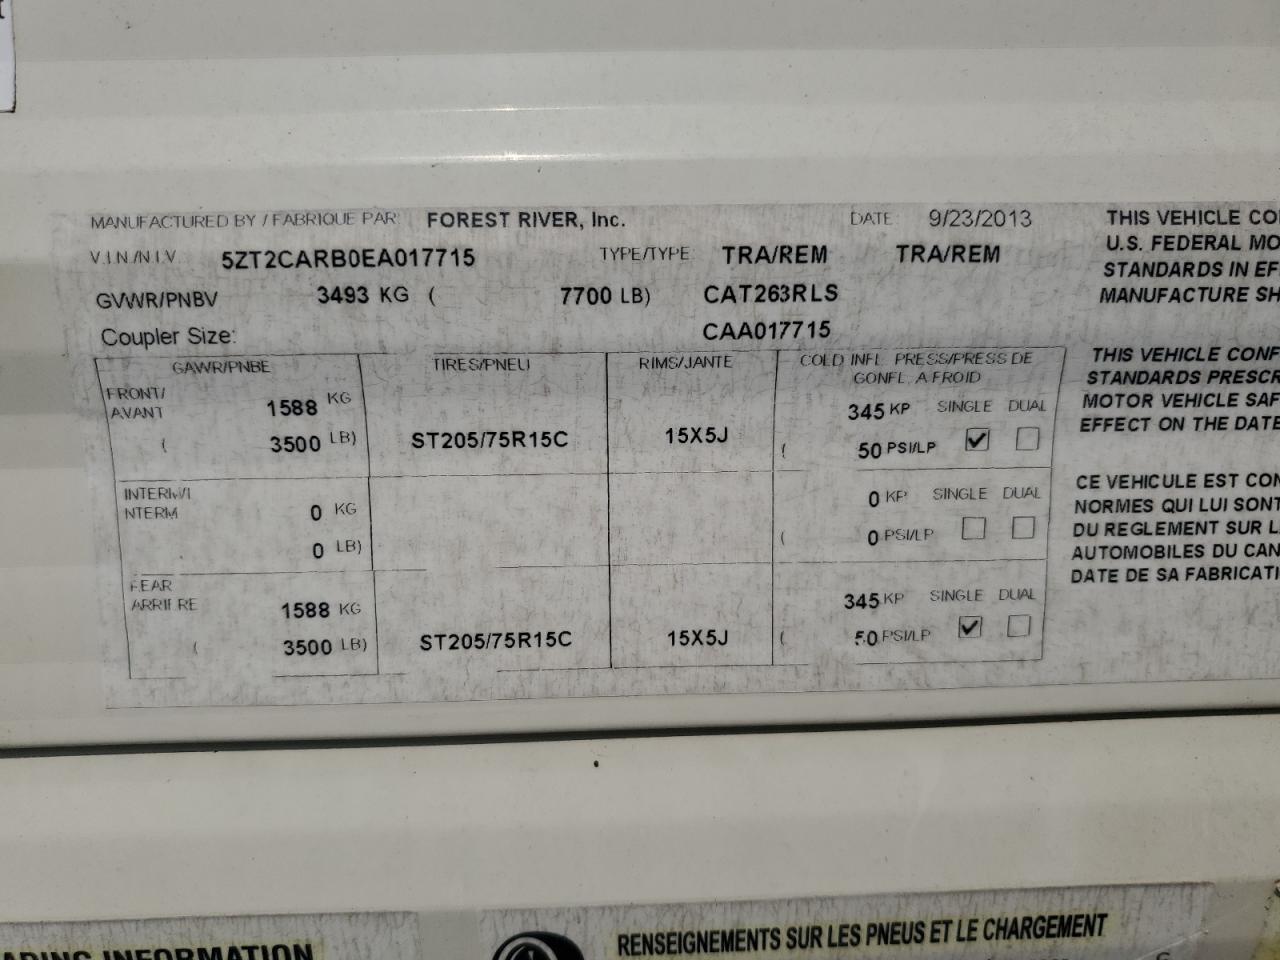 MANUFACTURED BY / FABRIQUE PAR: FOREST RIVER, Inc. DATE: 9/23/2013
V.I.N./N.I.V. 5ZT2CARB0EA017715 TYPE/TYPE: TRA/REM TRA/REM
GVWR/PNBV 3493 KG ( 7700 LB) CAT263RLS
Coupler Size: CAA017715
GAWR/PNBE TIRES/PNEU RIMS/JANTE COLD INFL. PRESS/PRESS DE
GONFL. A FROID
FRONT/
AVANT 1588 KG 345 KP SINGLE DUAL
( 3500 LB) ST205/75R15C 15X5J ( 50 PSI/LP
INTERIM/I
NTERM 0 KG 0 KP SINGLE DUAL
0 LB) ( 0 PSI/LP
REAR
ARRIERE 1588 KG 345 KP SINGLE DUAL
( 3500 LB) ST205/75R15C 15X5J ( 50 PSI/LP
THIS VEHICLE CO
U.S. FEDERAL MO
STANDARDS IN EF
MANUFACTURE SH
THIS VEHICLE CONF
STANDARDS PRESCR
MOTOR VEHICLE SAF
EFFECT ON THE DATE
CE VEHICULE EST CON
NORMES QUI LUI SONT
DU REGLEMENT SUR L
AUTOMOBILES DU CAN
DATE DE SA FABRICATI
ADING INFORMATION
RENSEIGNEMENTS SUR LES PNEUS ET LE CHARGEMENT